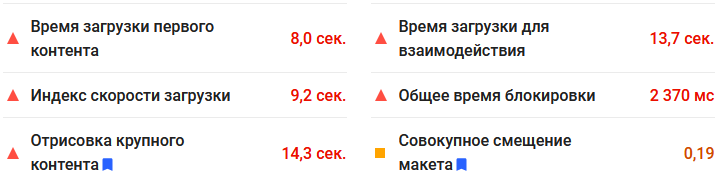 Время загрузки первого
контента
8,0 сек.
Время загрузки для
взаимодействия
13,7 сек.
Индекс скорости загрузки
9,2 сек.
Общее время блокировки
2 370 мс
Отрисовка крупного
контента
14,3 сек.
Совокупное смещение
макета
0,19